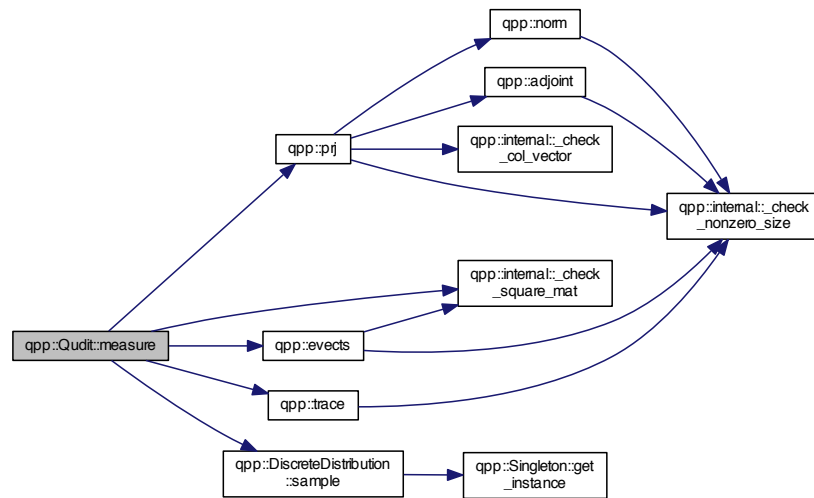 qpp::norm
qpp::adjoint
qpp::prj
qpp::internal::_check
_col_vector
qpp::internal::_check
_nonzero_size
qpp::internal::_check
_square_mat
qpp::Qudit::measure
qpp::evects
qpp::trace
qpp::DiscreteDistribution
::sample
qpp::Singleton::get
_instance